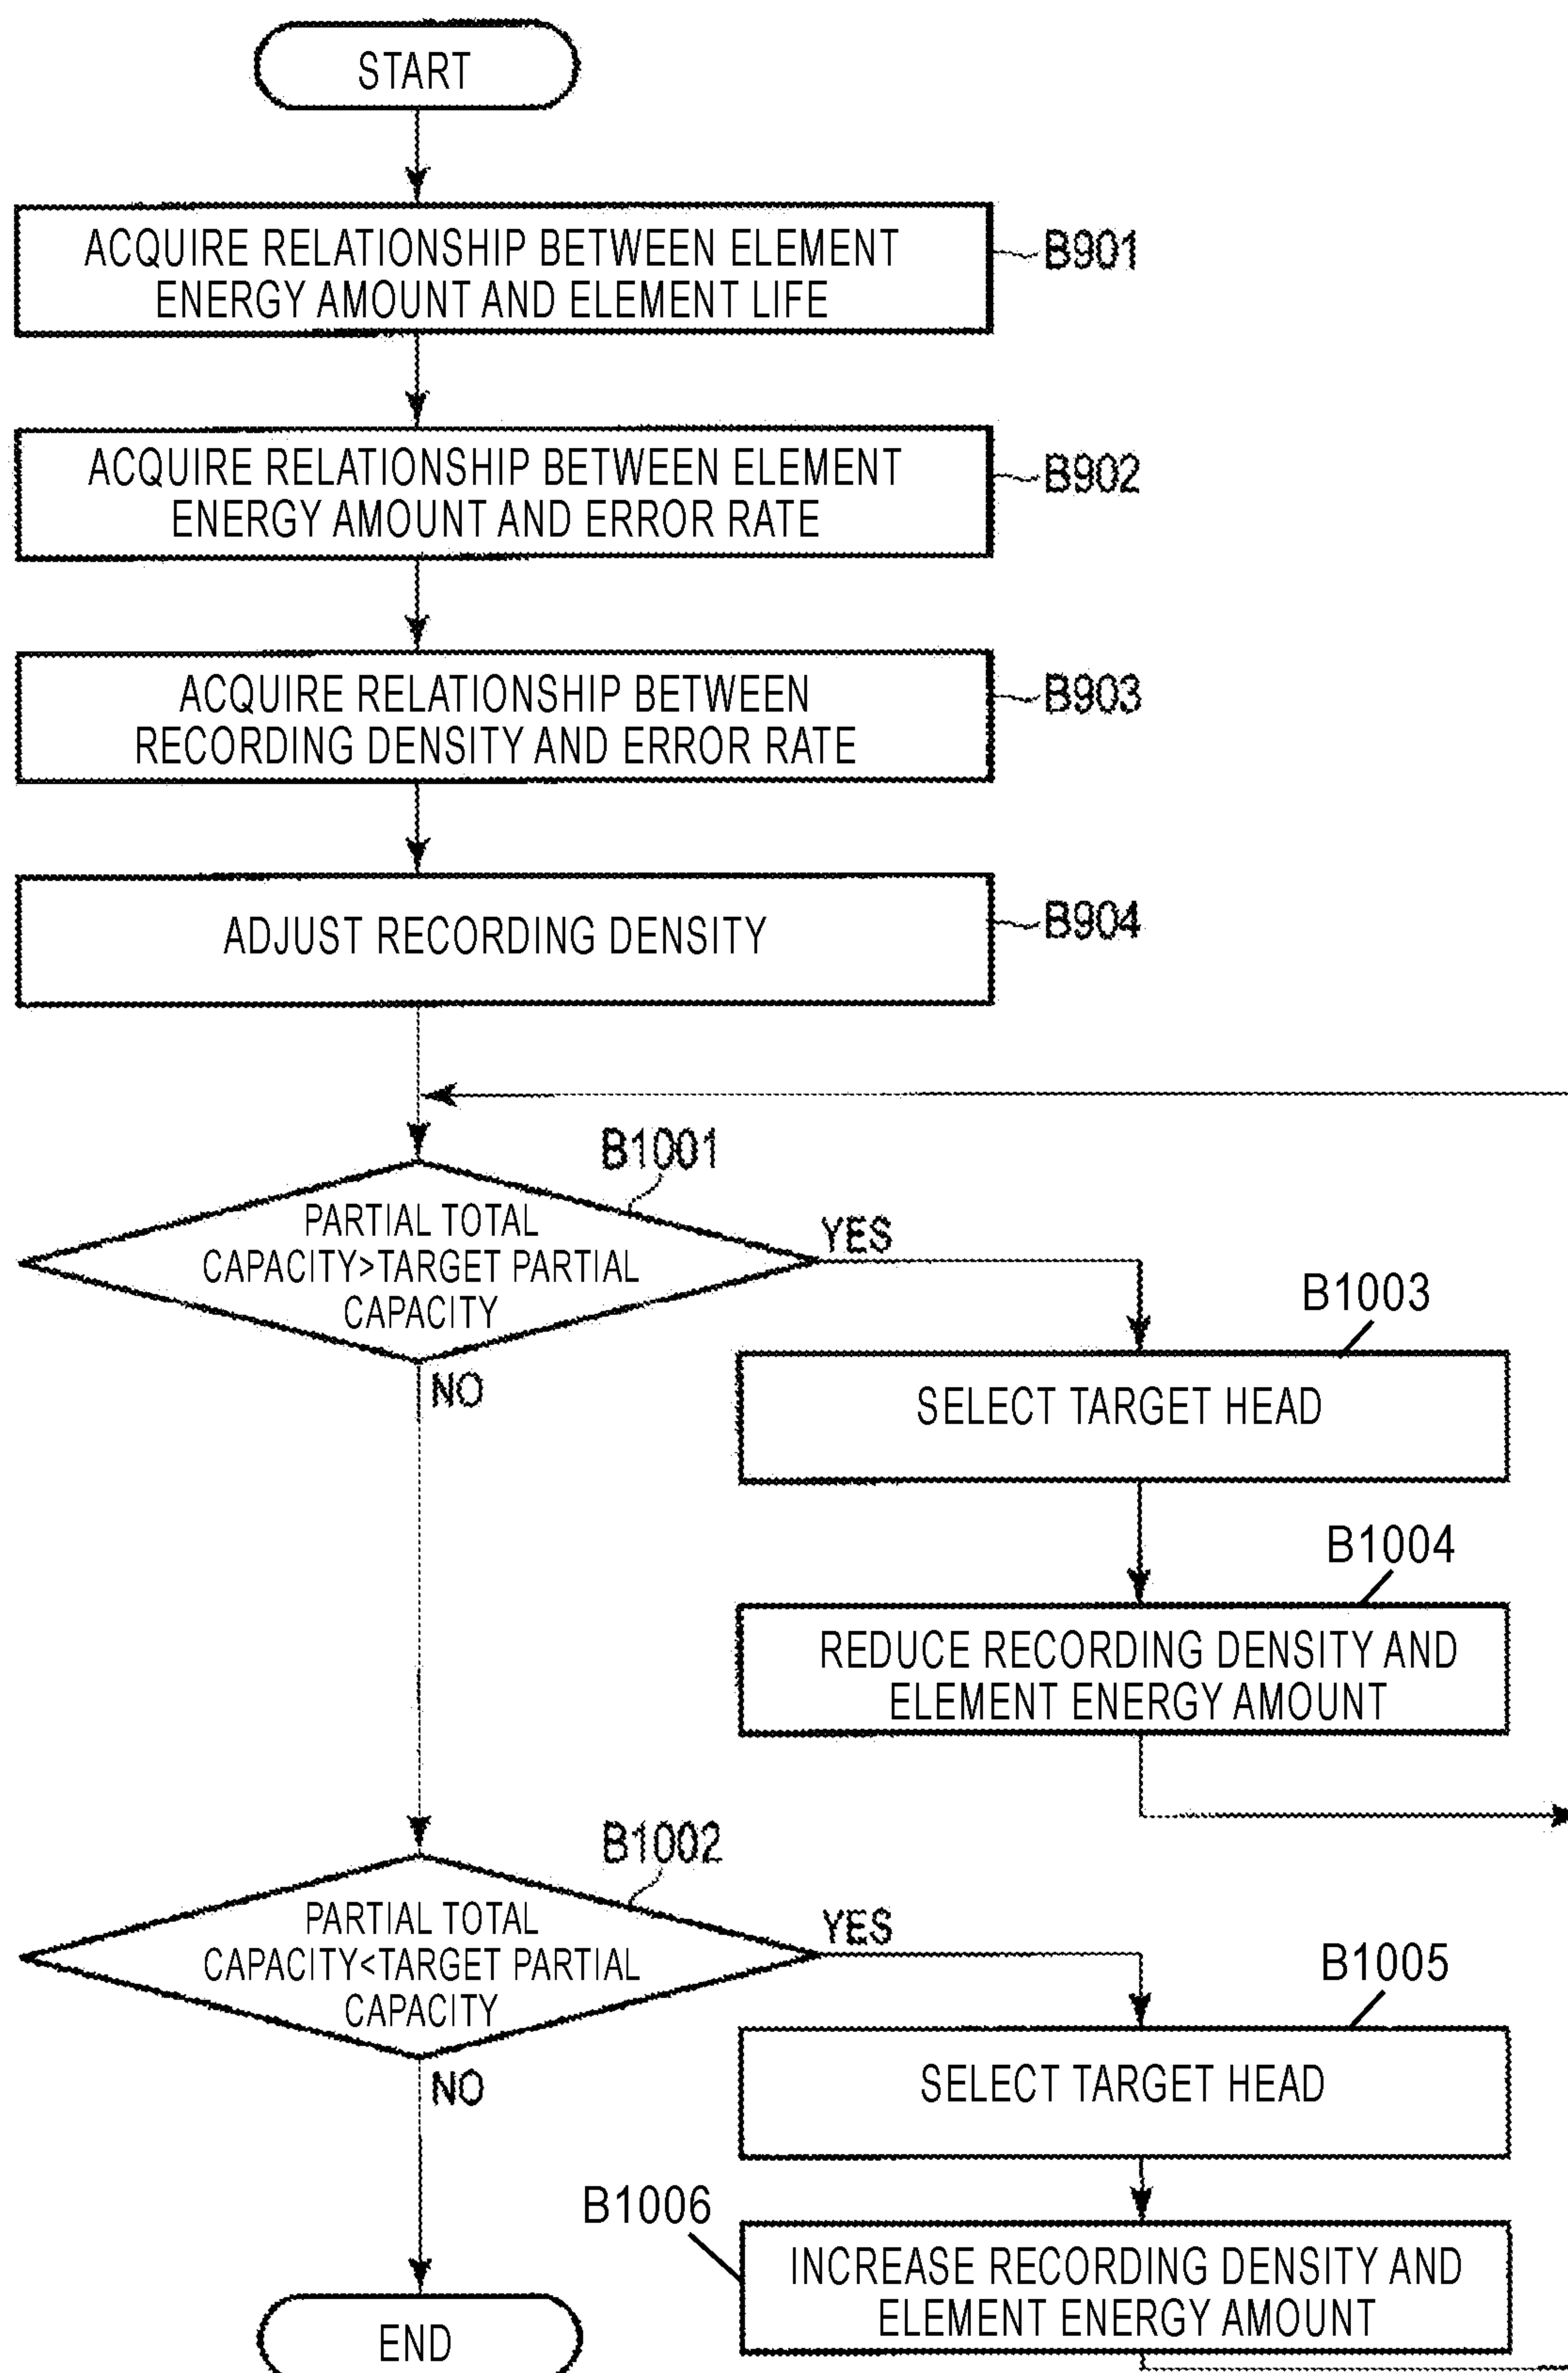 START
ACQUIRE RELATIONSHIP BETWEEN ELEMENT
ENERGY AMOUNT AND ELEMENT LIFE
B901
ACQUIRE RELATIONSHIP BETWEEN ELEMENT
ENERGY AMOUNT AND ERROR RATE
B902
ACQUIRE RELATIONSHIP BETWEEN
RECORDING DENSITY AND ERROR RATE
B903
ADJUST RECORDING DENSITY
B904
B1001
PARTIAL TOTAL
CAPACITY>TARGET PARTIAL
CAPACITY
YES
NO
B1003
SELECT TARGET HEAD
B1004
REDUCE RECORDING DENSITY AND
ELEMENT ENERGY AMOUNT
B1002
PARTIAL TOTAL
CAPACITY<TARGET PARTIAL
CAPACITY
YES
NO
B1005
SELECT TARGET HEAD
B1006
INCREASE RECORDING DENSITY AND
ELEMENT ENERGY AMOUNT
END